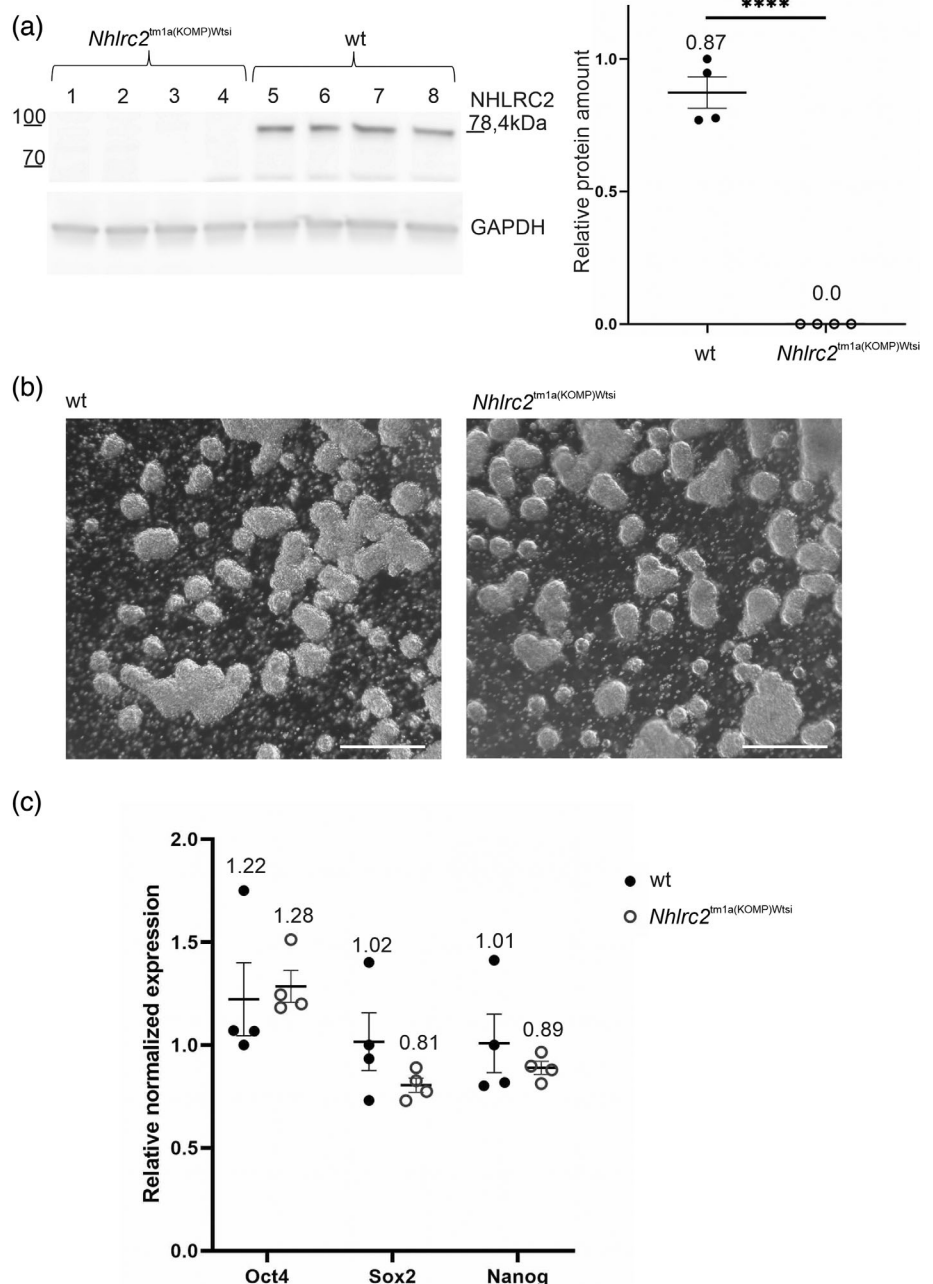 (a)
Nhlrc2tm1a(KOMP)Wtsi
wt
1 2 3 4 5 6 7 8
NHLRC2
100
78,4kDa
70
GAPDH
****
Relative protein amount
1.0
0.5
0.0
0.87
0.0
wt
Nhlrc2tm1a(KOMP)Wtsi
(b)
wt
Nhlrc2tm1a(KOMP)Wtsi
(c)
Relative normalized expression
2.0
1.5
1.0
0.5
0.0
1.22
1.28
1.02
0.81
1.01
0.89
wt
Nhlrc2tm1a(KOMP)Wtsi
Oct4
Sox2
Nanog